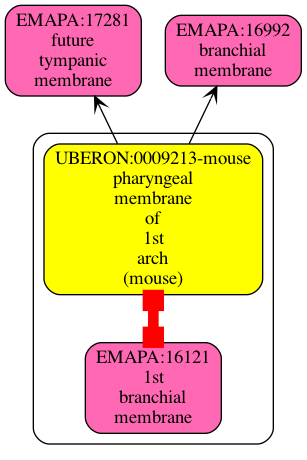 EMAPA:17281
future
tympanic
membrane
EMAPA:16992
branchial
membrane
UBERON:0009213-mouse
pharyngeal
membrane
of
1st
arch
(mouse)
EMAPA:16121
1st
branchial
membrane